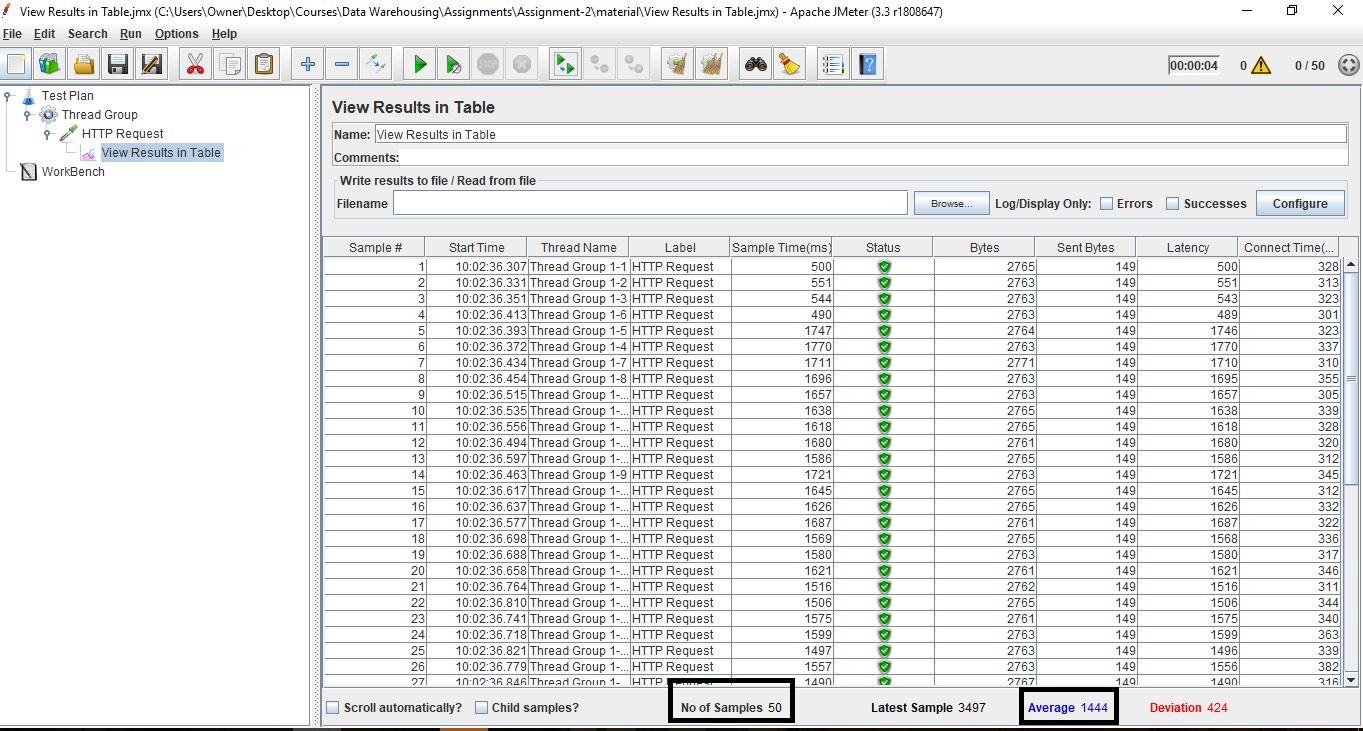 View Results in Table.jmx (C:\Users\Owner\Desktop\Courses\Data Warehousing\Assignments\Assignment-2\material\View Results in Table.jmx) - Apache JMeter (3.3 r1808647)
File Edit Search Run Options Help
00:00:04 0 0 / 50
Test Plan
Thread Group
HTTP Request
View Results in Table
WorkBench
View Results in Table
Name: View Results in Table
Comments:
Write results to file / Read from file
Filename Browse... Log/Display Only: Errors Successes Configure
Sample # Start Time Thread Name Label Sample Time(ms) Status Bytes Sent Bytes Latency Connect Time(...
1 10:02:36.307 Thread Group 1-1 HTTP Request 500 2765 149 500 328
2 10:02:36.331 Thread Group 1-2 HTTP Request 551 2763 149 551 313
3 10:02:36.351 Thread Group 1-3 HTTP Request 544 2763 149 543 323
4 10:02:36.413 Thread Group 1-6 HTTP Request 490 2763 149 489 301
5 10:02:36.393 Thread Group 1-5 HTTP Request 1747 2764 149 1746 323
6 10:02:36.372 Thread Group 1-4 HTTP Request 1770 2763 149 1770 337
7 10:02:36.434 Thread Group 1-7 HTTP Request 1711 2771 149 1710 310
8 10:02:36.454 Thread Group 1-8 HTTP Request 1696 2763 149 1695 355
9 10:02:36.515 Thread Group 1-... HTTP Request 1657 2763 149 1657 305
10 10:02:36.535 Thread Group 1-... HTTP Request 1638 2765 149 1638 339
11 10:02:36.556 Thread Group 1-... HTTP Request 1618 2765 149 1618 328
12 10:02:36.494 Thread Group 1-... HTTP Request 1680 2761 149 1680 320
13 10:02:36.597 Thread Group 1-... HTTP Request 1586 2765 149 1586 312
14 10:02:36.463 Thread Group 1-9 HTTP Request 1721 2763 149 1721 345
15 10:02:36.617 Thread Group 1-... HTTP Request 1645 2765 149 1645 312
16 10:02:36.637 Thread Group 1-... HTTP Request 1626 2765 149 1626 332
17 10:02:36.577 Thread Group 1-... HTTP Request 1687 2761 149 1687 322
18 10:02:36.698 Thread Group 1-... HTTP Request 1569 2765 149 1568 336
19 10:02:36.688 Thread Group 1-... HTTP Request 1580 2763 149 1580 317
20 10:02:36.658 Thread Group 1-... HTTP Request 1621 2761 149 1621 346
21 10:02:36.764 Thread Group 1-... HTTP Request 1516 2762 149 1516 311
22 10:02:36.810 Thread Group 1-... HTTP Request 1506 2765 149 1506 344
23 10:02:36.741 Thread Group 1-... HTTP Request 1575 2761 149 1575 340
24 10:02:36.718 Thread Group 1-... HTTP Request 1599 2763 149 1599 363
25 10:02:36.821 Thread Group 1-... HTTP Request 1497 2763 149 1496 339
26 10:02:36.779 Thread Group 1-... HTTP Request 1557 2763 149 1556 382
27 10:02:36.846 Thread Group 1-... HTTP Request 1490 2767 149 1490 316
Scroll automatically? Child samples? No of Samples 50 Latest Sample 3497 Average 1444 Deviation 424